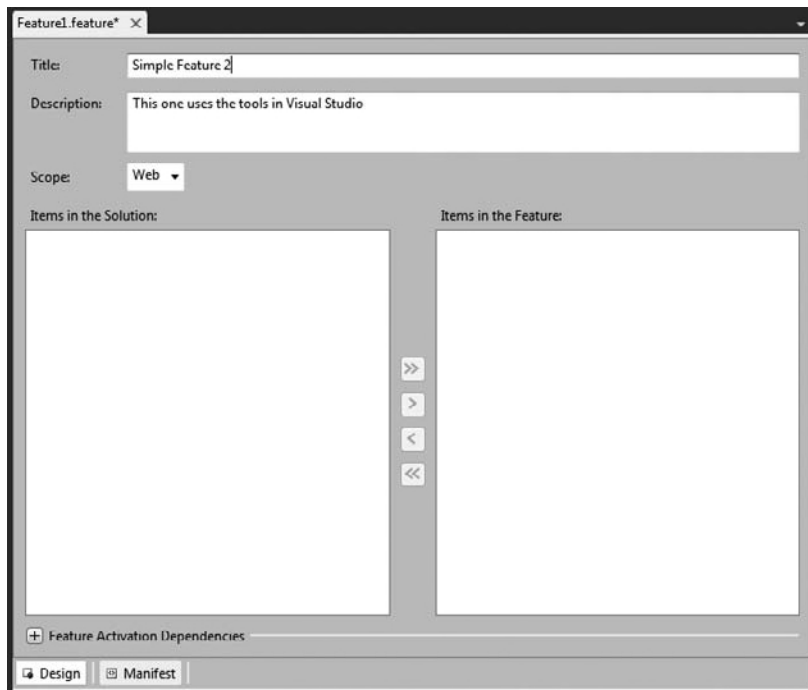 Feature1.feature*
Title:
Simple Feature 2
Description:
This one uses the tools in Visual Studio
Scope:
Web
Items in the Solution:
Items in the Feature:
>>
>
<
<<
Feature Activation Dependencies
Design
Manifest